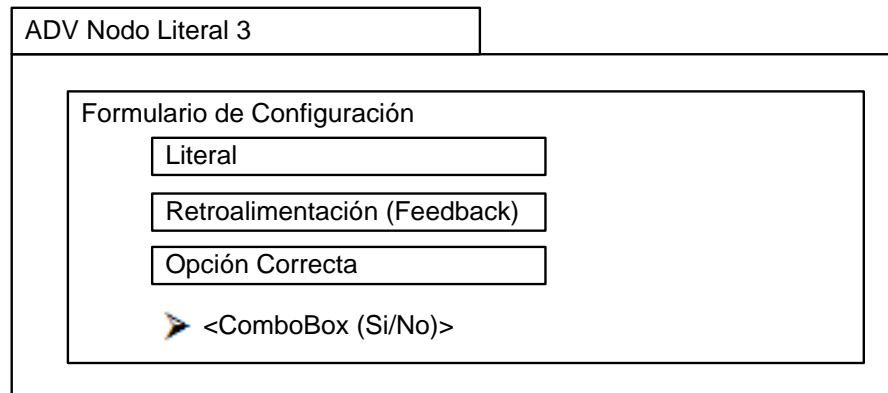 ADV Nodo Literal 3
Formulario de Configuración
Literal
Retroalimentación (Feedback)
Opción Correcta
<ComboBox (Si/No)>